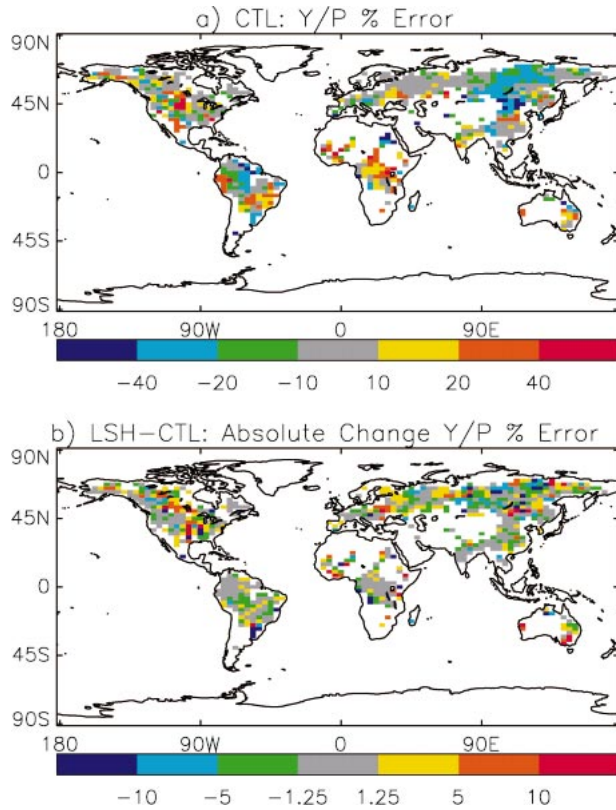 a) CTL: Y/P % Error
90N
45N
0
45S
90S
180 90W 0 90E
−40 −20 −10 10 20 40
b) LSH−CTL: Absolute Change Y/P % Error
90N
45N
0
45S
90S
180 90W 0 90E
−10 −5 −1.25 1.25 5 10